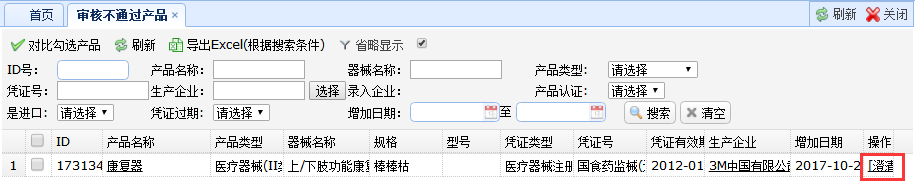 首页 审核不通过产品 × 刷新 关闭
对比勾选产品 刷新 导出Excel(根据搜索条件) 省略显示
ID号： 产品名称： 器械名称： 产品类型： 请选择
凭证号： 生产企业： 选择 录入企业： 产品认证： 请选择
是进口： 请选择 凭证过期： 请选择 增加日期： 至 搜索 清空
ID 产品名称 产品类型 器械名称 规格 型号 凭证类型 凭证号 凭证有效期 生产企业 增加日期 操作
1 173134 康复器 医疗器械(II类 上/下肢功能康复 棒棒枯 医疗器械注册 国食药监械( 2012-01 3M中国有限公司 2017-10-2 [澄清